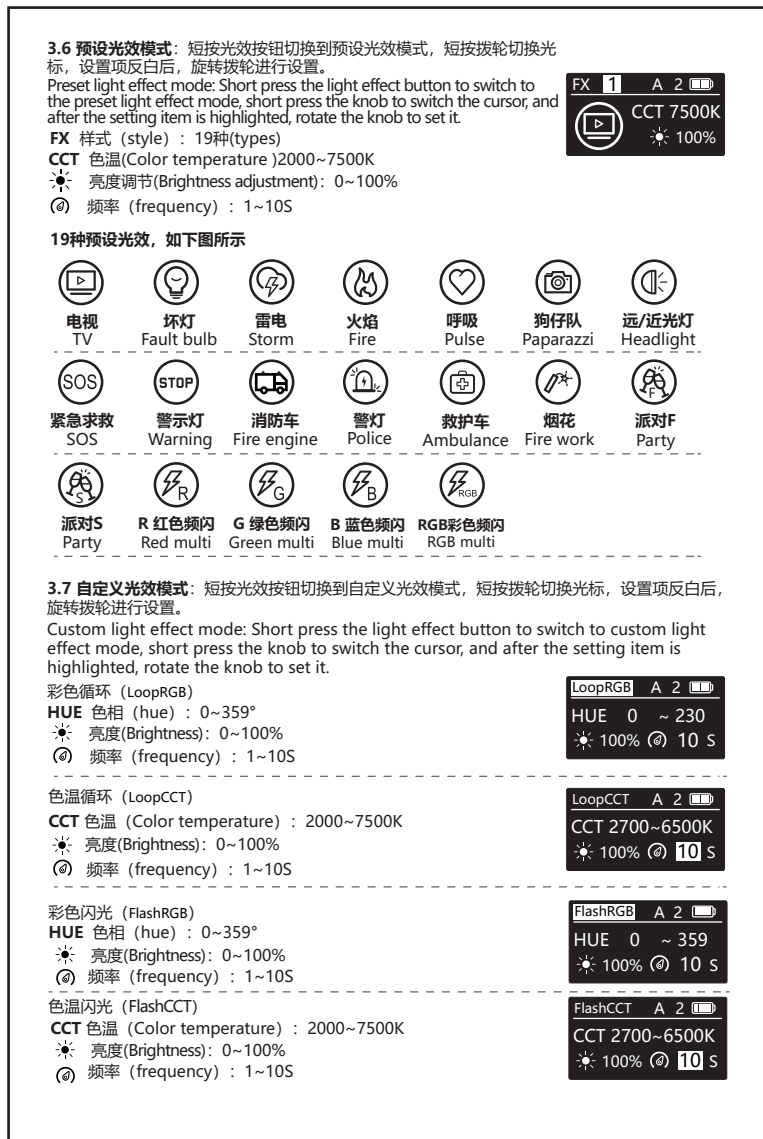 3.6 预设光效模式：短按光效按钮切换到预设光效模式，短按拨轮切换光
标，设置项反白后，旋转拨轮进行设置。
Preset light effect mode: Short press the light effect button to switch to
the preset light effect mode, short press the knob to switch the cursor, and
after the setting item is highlighted, rotate the knob to set it.
FX 1 A 2
CCT 7500K
100%
FX 样式（style）：19种(types)
CCT 色温(Color temperature )2000~7500K
亮度调节(Brightness adjustment)：0~100%
频率（frequency）：1~10S
19种预设光效，如下图所示
电视 坏灯 雷电 火焰 呼吸 狗仔队 远/近光灯
TV Fault bulb Storm Fire Pulse Paparazzi Headlight
SOS STOP F
紧急求救 警示灯 消防车 警灯 救护车 烟花 派对F
SOS Warning Fire engine Police Ambulance Fire work Party
S R G B RGB
派对S R 红色频闪 G 绿色频闪 B 蓝色频闪 RGB彩色频闪
Party Red multi Green multi Blue multi RGB multi
3.7 自定义光效模式：短按光效按钮切换到自定义光效模式，短按拨轮切换光标，设置项反白后，
旋转拨轮进行设置。
Custom light effect mode: Short press the light effect button to switch to custom light
effect mode, short press the knob to switch the cursor, and after the setting item is
highlighted, rotate the knob to set it.
彩色循环（LoopRGB）
HUE 色相（hue）：0~359°
亮度(Brightness)：0~100%
频率（frequency）：1~10S
LoopRGB A 2
HUE 0 ~ 230
100% 10 S
色温循环（LoopCCT）
CCT 色温（Color temperature）：2000~7500K
亮度(Brightness)：0~100%
频率（frequency）：1~10S
LoopCCT A 2
CCT 2700~6500K
100% 10 S
彩色闪光（FlashRGB）
HUE 色相（hue）：0~359°
亮度(Brightness)：0~100%
频率（frequency）：1~10S
FlashRGB A 2
HUE 0 ~ 359
100% 10 S
色温闪光（FlashCCT)
CCT 色温（Color temperature）：2000~7500K
亮度(Brightness)：0~100%
频率（frequency）：1~10S
FlashCCT A 2
CCT 2700~6500K
100% 10 S